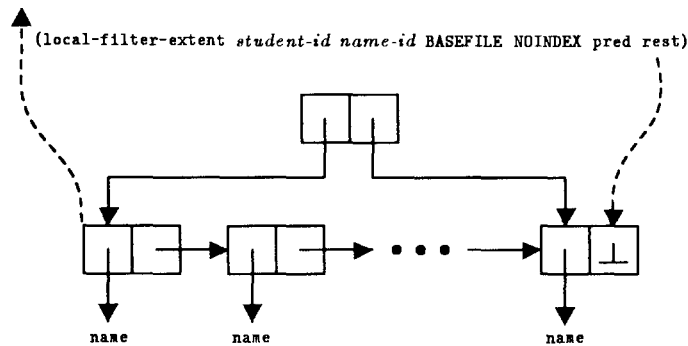 (local-filter-extent student-id name-id BASEFILE NOINDEX pred rest)
name name name